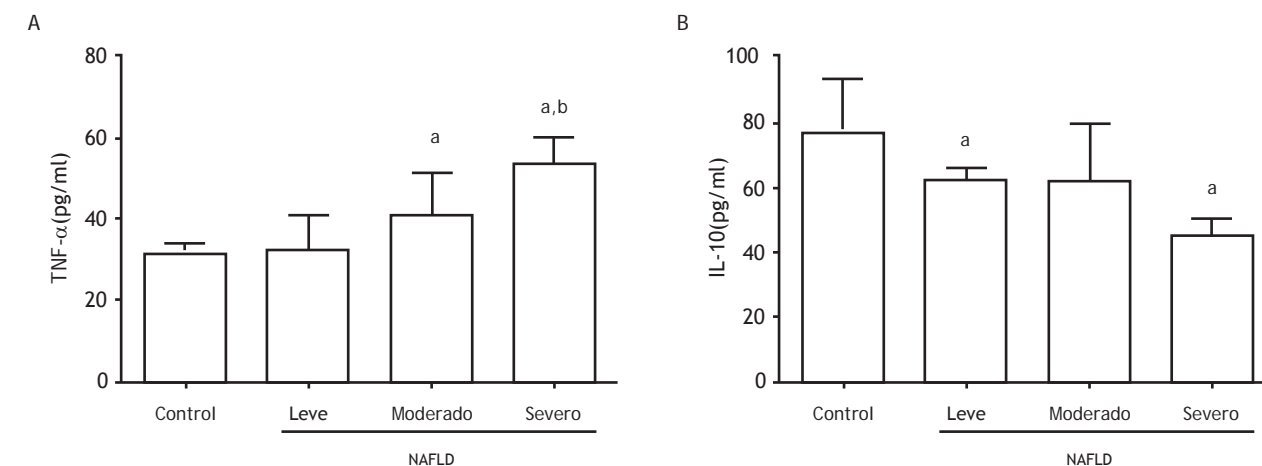 A
80
60
40
20
0
TNF-α(pg/ml)
a
a,b
Control Leve Moderado Severo
NAFLD
B
100
80
60
40
20
0
IL-10(pg/ml)
a
a
Control Leve Moderado Severo
NAFLD